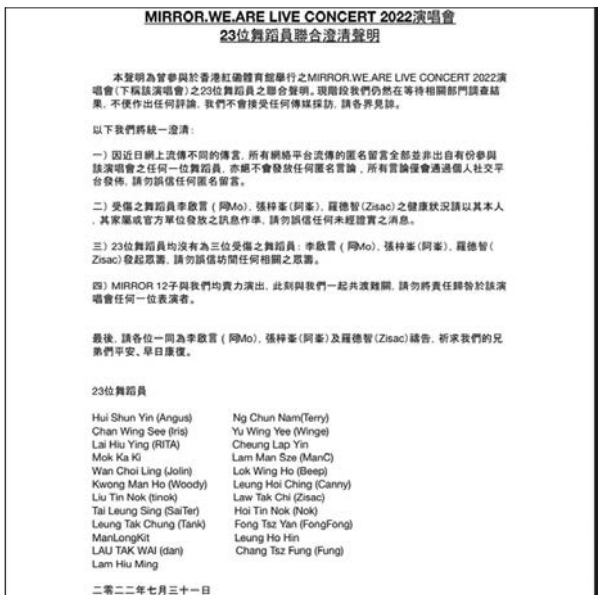 MIRROR.WE.ARE LIVE CONCERT 2022演唱會
23位舞蹈員聯合澄清聲明
本聲明為曾參與於香港紅磡體育館舉行之MIRROR.WE.ARE LIVE CONCERT 2022演
唱會（下稱該演唱會）之23位舞蹈員之聯合聲明。現階段我們仍然在等待相關部門調查結
果，不便作出任何評論，我們不會接受任何傳媒採訪，請各界見諒。
以下我們將統一澄清：
一）因近日網上流傳不同的傳言，所有網絡平台流傳的匿名留言全部並非出自有份參與
該演唱會之任何一位舞蹈員，亦絕不會發放任何匿名言論，所有言論僅會通過個人社交平
台發佈，請勿誤信任何匿名留言。
二）受傷之舞蹈員李啟言（阿Mo)，張梓峯(阿峯)，羅德智(Zisac)之健康狀況請以其本人
，其家屬或官方單位發放之訊息作準，請勿誤信任何未經證實之消息。
三）23位舞蹈員均沒有為三位受傷之舞蹈員：李啟言（阿Mo)，張梓峯(阿峯)，羅德智(
Zisac)發起眾籌，請勿誤信坊間任何相關之眾籌。
四）MIRROR 12子與我們均賣力演出，此刻與我們一起共渡難關，請勿將責任歸咎於該演
唱會任何一位表演者。
最後，請各位一同為李啟言（阿Mo)，張梓峯(阿峯)及羅德智(Zisac)禱告，祈求我們的兄
弟們平安、早日康復。
23位舞蹈員
Hui Shun Yin (Angus) Ng Chun Nam(Terry)
Chan Wing See (Iris) Yu Wing Yee (Winge)
Lai Hiu Ying (RITA) Cheung Lap Yin
Mok Ka Ki Lam Man Sze (ManC)
Wan Choi Ling (Jolin) Lok Wing Ho (Beep)
Kwong Man Ho (Woody) Leung Hoi Ching (Canny)
Liu Tin Nok (tinok) Law Tak Chi (Zisac)
Tai Leung Sing (SaiTer) Hoi Tin Nok (Nok)
Leung Tak Chung (Tank) Fong Tsz Yan (FongFong)
ManLongKit Leung Ho Hin
LAU TAK WAI (dan) Chang Tsz Fung (Fung)
Lam Hiu Ming
二零二二年七月三十一日